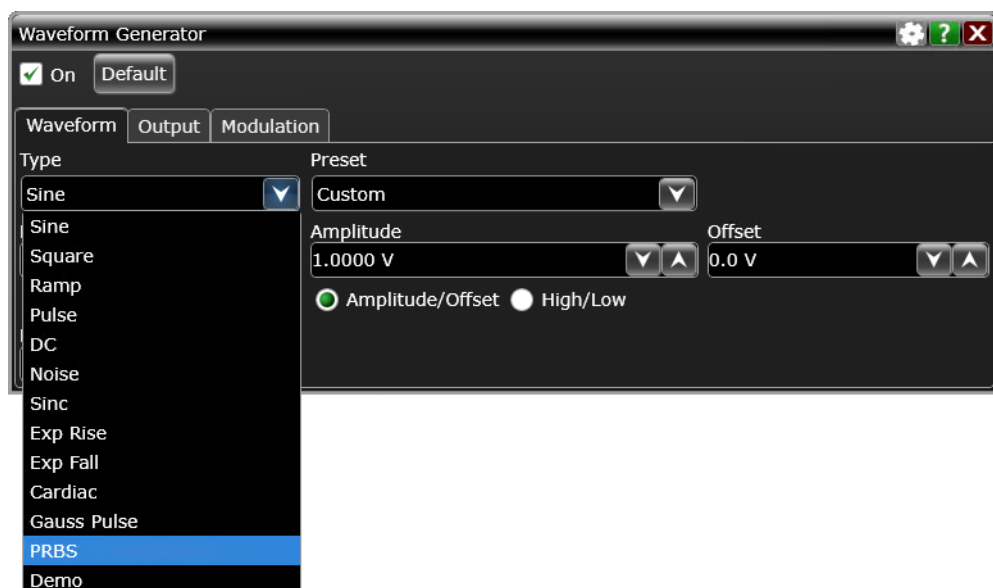 Waveform Generator ?
On Default
Waveform Output Modulation
Type Preset
Sine Custom
Sine Amplitude Offset
Square 1.0000 V 0.0 V
Ramp Amplitude/Offset High/Low
Pulse
DC
Noise
Sinc
Exp Rise
Exp Fall
Cardiac
Gauss Pulse
PRBS
Demo